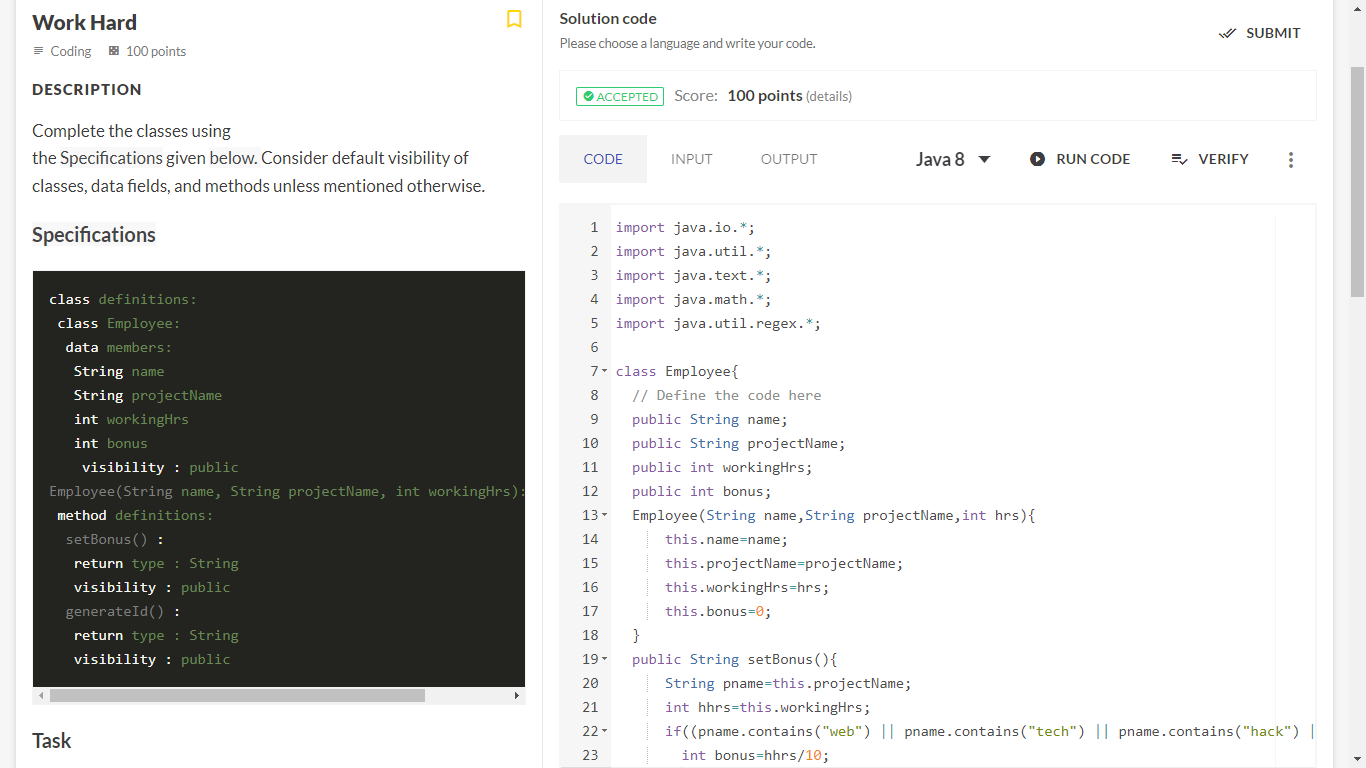 Work Hard
Coding 100 points
DESCRIPTION
Complete the classes using
the Specifications given below. Consider default visibility of
classes, data fields, and methods unless mentioned otherwise.
Specifications
class definitions:
class Employee:
data members:
String name
String projectName
int workingHrs
int bonus
visibility : public
Employee(String name, String projectName, int workingHrs):
method definitions:
setBonus() :
return type : String
visibility : public
generateId() :
return type : String
visibility : public
Task
Solution code
Please choose a language and write your code.
SUBMIT
ACCEPTED Score: 100 points (details)
CODE INPUT OUTPUT Java 8 RUN CODE VERIFY
1 import java.io.*;
2 import java.util.*;
3 import java.text.*;
4 import java.math.*;
5 import java.util.regex.*;
6
7 class Employee{
8 // Define the code here
9 public String name;
10 public String projectName;
11 public int workingHrs;
12 public int bonus;
13 Employee(String name,String projectName,int hrs){
14 this.name=name;
15 this.projectName=projectName;
16 this.workingHrs=hrs;
17 this.bonus=0;
18 }
19 public String setBonus(){
20 String pname=this.projectName;
21 int hhrs=this.workingHrs;
22 if((pname.contains("web") || pname.contains("tech") || pname.contains("hack") |
23 int bonus=hhrs/10;